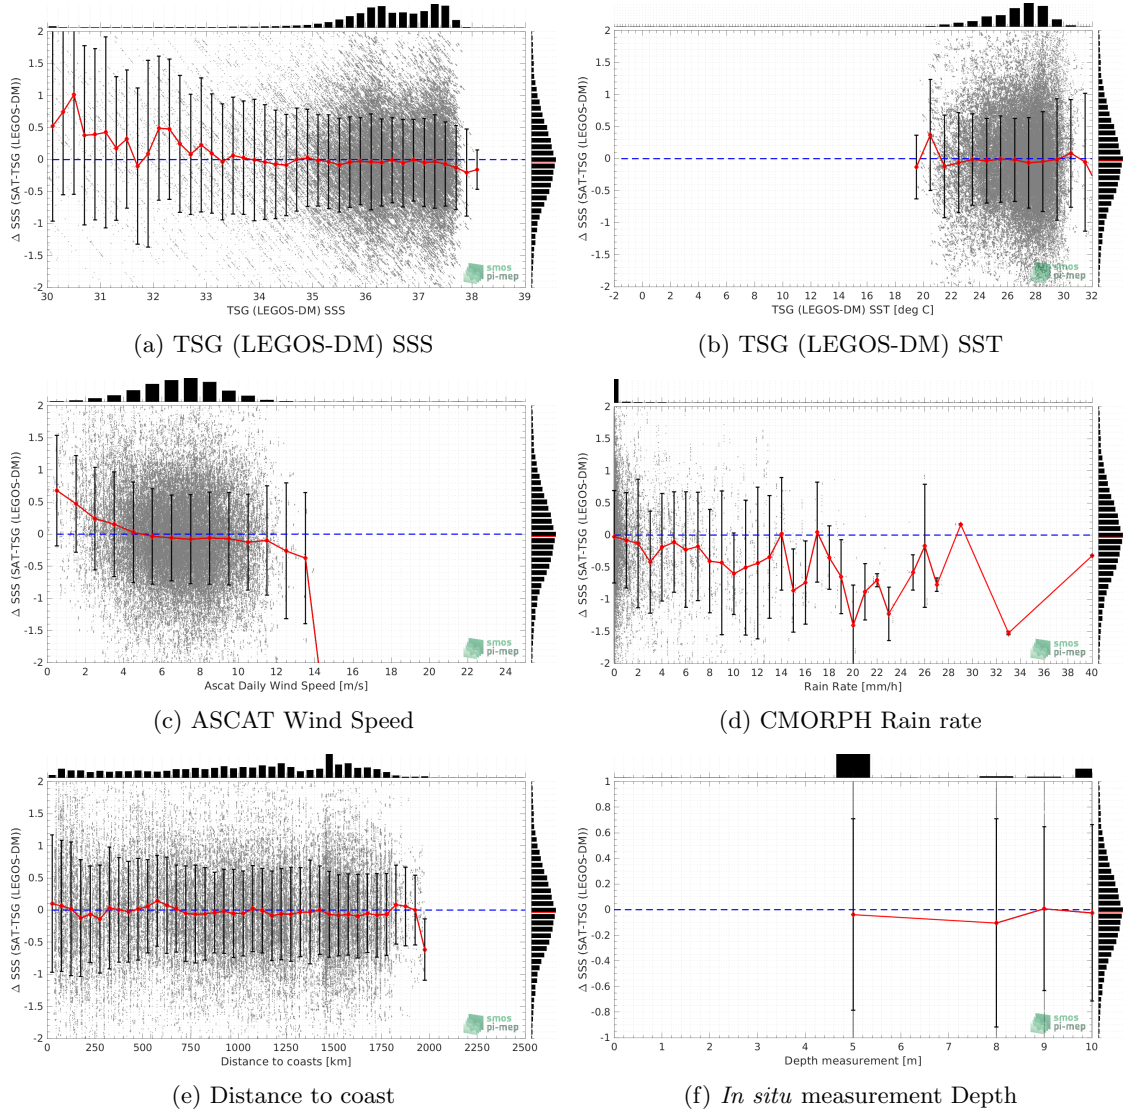 Δ SSS (SAT-TSG (LEGOS-DM))
2
1.5
1
0.5
0
-0.5
-1
-1.5
-2
30 31 32 33 34 35 36 37 38 39
TSG (LEGOS-DM) SSS
smos
pi-mep
(a) TSG (LEGOS-DM) SSS
Δ SSS (SAT-TSG (LEGOS-DM))
2
1.5
1
0.5
0
-0.5
-1
-1.5
-2
-2 0 2 4 6 8 10 12 14 16 18 20 22 24 26 28 30 32
TSG (LEGOS-DM) SST [deg C]
smos
pi-mep
(b) TSG (LEGOS-DM) SST
Δ SSS (SAT-TSG (LEGOS-DM))
2
1.5
1
0.5
0
-0.5
-1
-1.5
-2
0 2 4 6 8 10 12 14 16 18 20 22 24
Ascat Daily Wind Speed [m/s]
smos
pi-mep
(c) ASCAT Wind Speed
Δ SSS (SAT-TSG (LEGOS-DM))
2
1.5
1
0.5
0
-0.5
-1
-1.5
-2
0 2 4 6 8 10 12 14 16 18 20 22 24 26 28 30 32 34 36 38 40
Rain Rate [mm/h]
smos
pi-mep
(d) CMORPH Rain rate
Δ SSS (SAT-TSG (LEGOS-DM))
2
1.5
1
0.5
0
-0.5
-1
-1.5
-2
0 250 500 750 1000 1250 1500 1750 2000 2250 2500
Distance to coasts [km]
smos
pi-mep
(e) Distance to coast
Δ SSS (SAT-TSG (LEGOS-DM))
1
0.8
0.6
0.4
0.2
0
-0.2
-0.4
-0.6
-0.8
-1
0 1 2 3 4 5 6 7 8 9 10
Depth measurement [m]
smos
pi-mep
(f) In situ measurement Depth